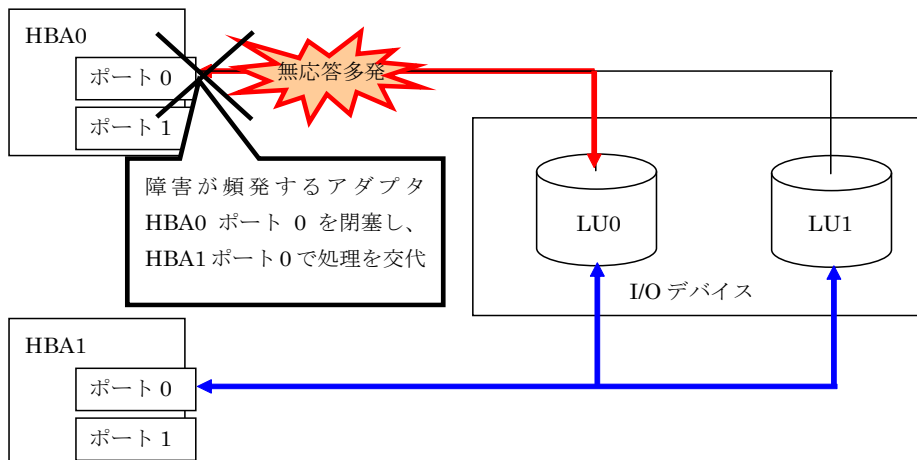 HBA0
ポート 0
ポート 1
無応答多発
障害が頻発するアダプタ
HBA0 ポート 0 を閉塞し、
HBA1 ポート 0 で処理を交代
LU0
LU1
I/O デバイス
HBA1
ポート 0
ポート 1